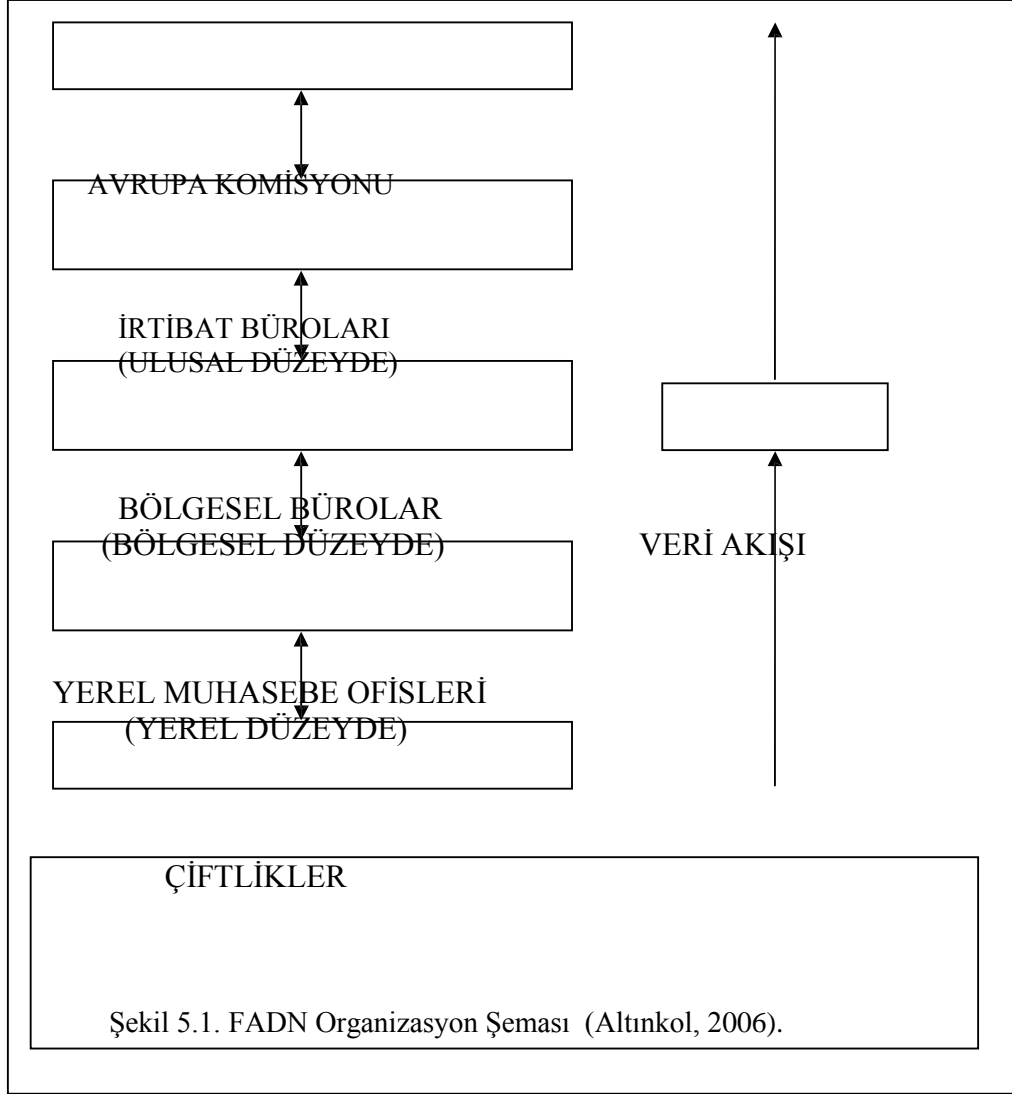 AVRUPA KOMİSYONU
İRTİBAT BÜROLARI
(ULUSAL DÜZEYDE)
BÖLGESEL BÜROLAR
(BÖLGESEL DÜZEYDE)
VERİ AKIŞI
YEREL MUHASEBE OFİSLERİ
(YEREL DÜZEYDE)
ÇİFTLİKLER
Şekil 5.1. FADN Organizasyon Şeması (Altınkol, 2006).